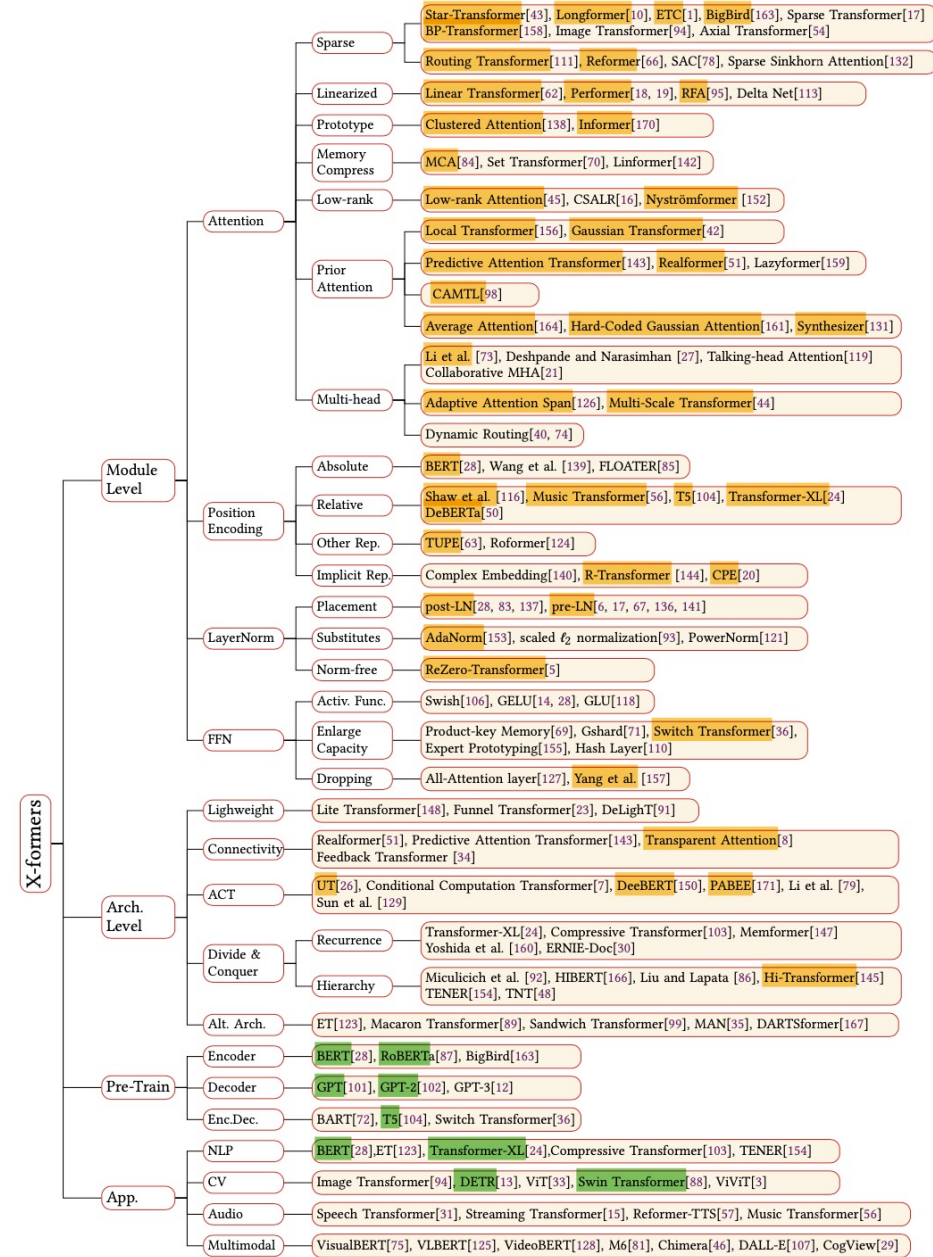 X-formers
Module
Level
Attention
Sparse
Star-Transformer[43], Longformer[10], ETC[1], BigBird[163], Sparse Transformer[17]
BP-Transformer[158], Image Transformer[94], Axial Transformer[54]
Routing Transformer[111], Reformer[66], SAC[78], Sparse Sinkhorn Attention[132]
Linearized
Linear Transformer[62], Performer[18, 19], RFA[95], Delta Net[113]
Prototype
Clustered Attention[138], Informer[170]
Memory
Compress
MCA[84], Set Transformer[70], Linformer[142]
Low-rank
Low-rank Attention[45], CSALR[16], Nyströmformer [152]
Prior
Attention
Local Transformer[156], Gaussian Transformer[42]
Predictive Attention Transformer[143], Realformer[51], Lazyformer[159]
CAMTL[98]
Average Attention[164], Hard-Coded Gaussian Attention[161], Synthesizer[131]
Multi-head
Li et al. [73], Deshpande and Narasimhan [27], Talking-head Attention[119]
Collaborative MHA[21]
Adaptive Attention Span[126], Multi-Scale Transformer[44]
Dynamic Routing[40, 74]
Position
Encoding
Absolute
BERT[28], Wang et al. [139], FLOATER[85]
Relative
Shaw et al. [116], Music Transformer[56], T5[104], Transformer-XL[24]
DeBERTa[50]
Other Rep.
TUPE[63], Roformer[124]
Implicit Rep.
Complex Embedding[140], R-Transformer [144], CPE[20]
LayerNorm
Placement
post-LN[28, 83, 137], pre-LN[6, 17, 67, 136, 141]
Substitutes
AdaNorm[153], scaled ℓ2 normalization[93], PowerNorm[121]
Norm-free
ReZero-Transformer[5]
FFN
Activ. Func.
Swish[106], GELU[14, 28], GLU[118]
Enlarge
Capacity
Product-key Memory[69], Gshard[71], Switch Transformer[36],
Expert Prototyping[155], Hash Layer[110]
Dropping
All-Attention layer[127], Yang et al. [157]
Arch.
Level
Lighweight
Lite Transformer[148], Funnel Transformer[23], DeLighT[91]
Connectivity
Realformer[51], Predictive Attention Transformer[143], Transparent Attention[8]
Feedback Transformer [34]
ACT
UT[26], Conditional Computation Transformer[7], DeeBERT[150], PABEE[171], Li et al. [79],
Sun et al. [129]
Divide &
Conquer
Recurrence
Transformer-XL[24], Compressive Transformer[103], Memformer[147]
Yoshida et al. [160], ERNIE-Doc[30]
Hierarchy
Miculicich et al. [92], HIBERT[166], Liu and Lapata [86], Hi-Transformer[145]
TENER[154], TNT[48]
Alt. Arch.
ET[123], Macaron Transformer[89], Sandwich Transformer[99], MAN[35], DARTSformer[167]
Pre-Train
Encoder
BERT[28], RoBERTa[87], BigBird[163]
Decoder
GPT[101], GPT-2[102], GPT-3[12]
Enc.Dec.
BART[72], T5[104], Switch Transformer[36]
App.
NLP
BERT[28],ET[123], Transformer-XL[24],Compressive Transformer[103], TENER[154]
CV
Image Transformer[94], DETR[13], ViT[33], Swin Transformer[88], ViViT[3]
Audio
Speech Transformer[31], Streaming Transformer[15], Reformer-TTS[57], Music Transformer[56]
Multimodal
VisualBERT[75], VLBERT[125], VideoBERT[128], M6[81], Chimera[46], DALL-E[107], CogView[29]